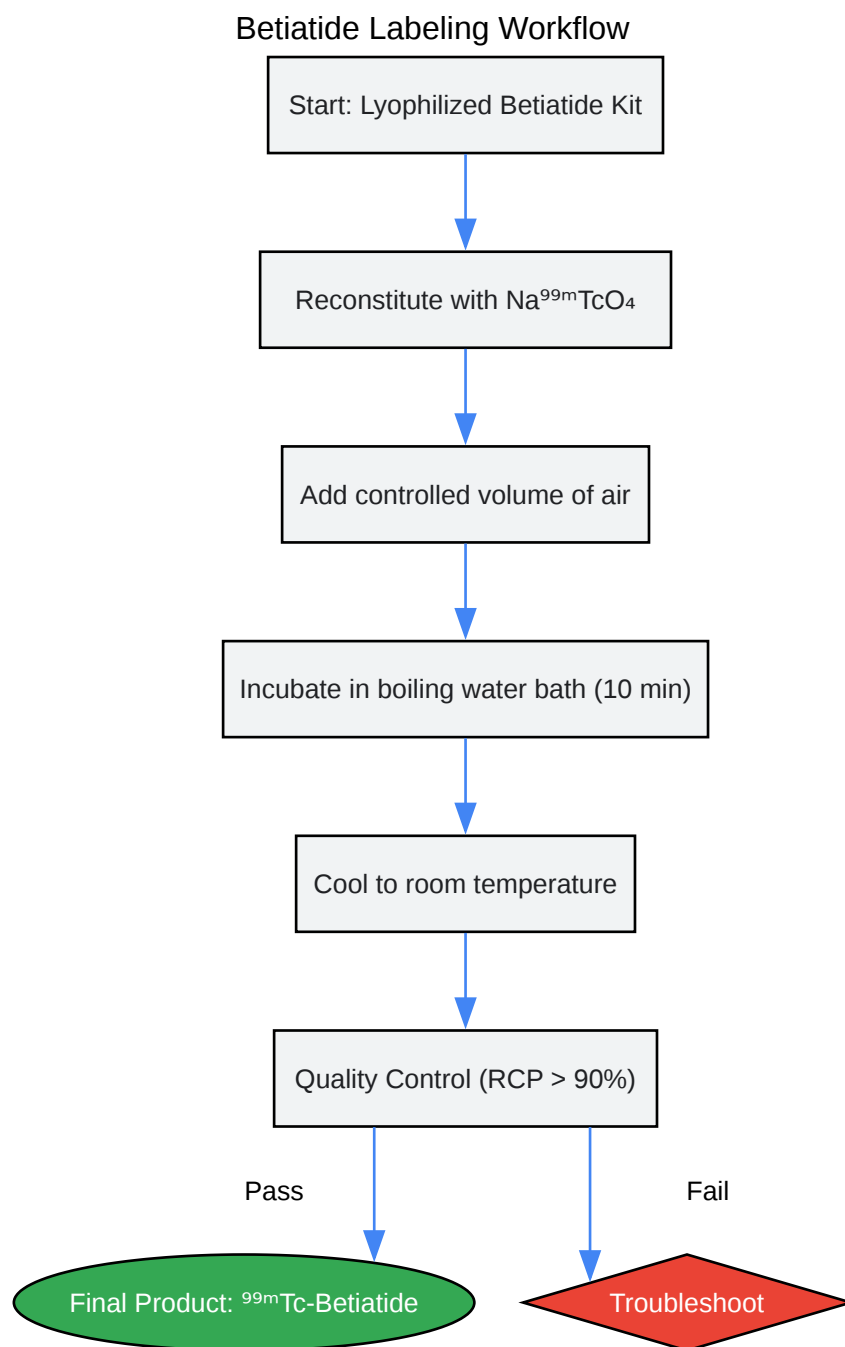 Betiatide Labeling Workflow
Start: Lyophilized Betiatide Kit
Reconstitute with Na⁹⁹ᵐTcO₄
Add controlled volume of air
Incubate in boiling water bath (10 min)
Cool to room temperature
Quality Control (RCP > 90%)
Pass
Fail
Final Product: ⁹⁹ᵐTc-Betiatide
Troubleshoot